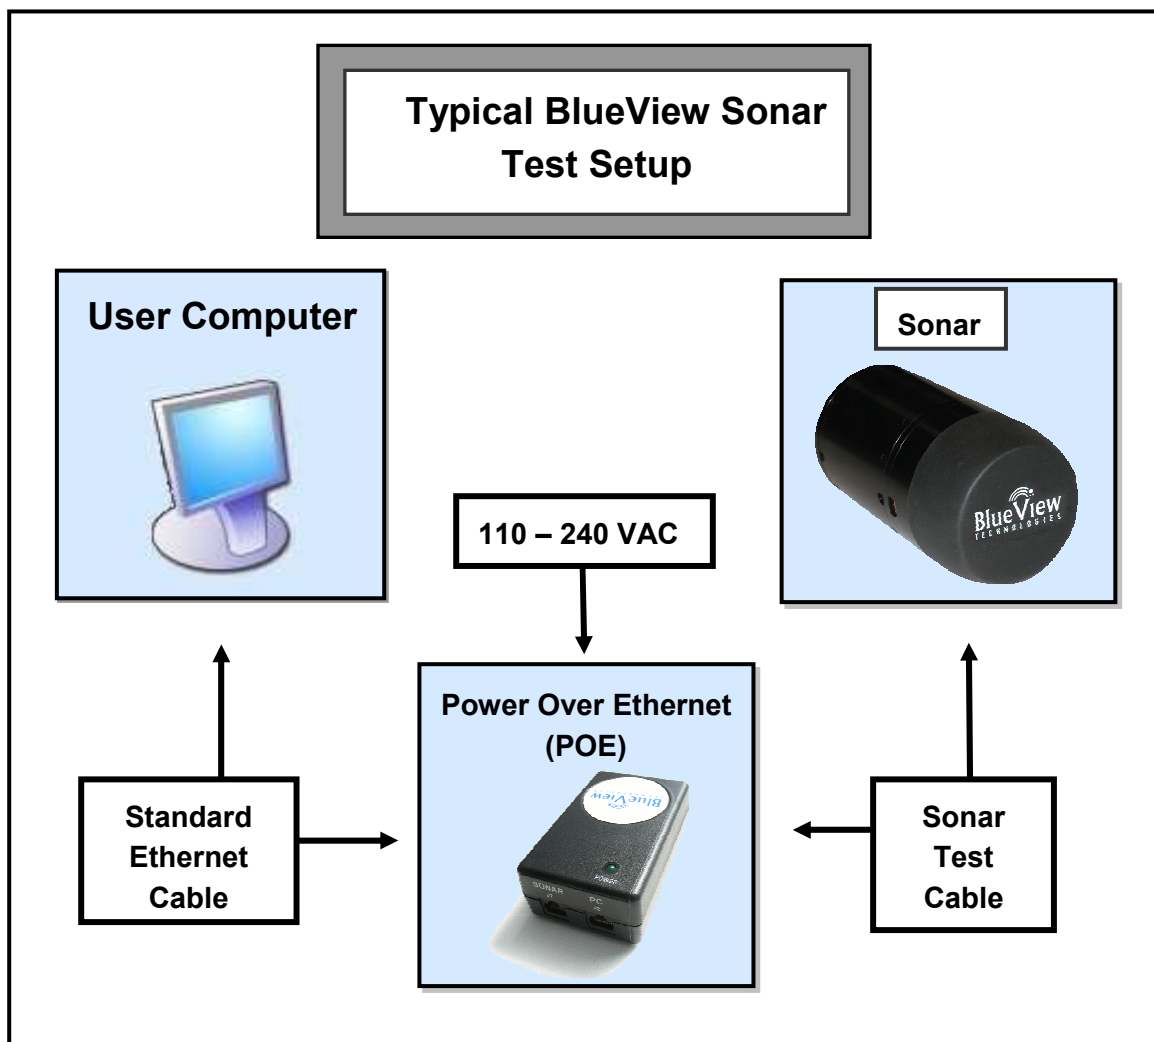 Typical BlueView Sonar
Test Setup
User Computer
Sonar
BlueView
TECHNOLOGIES
110 – 240 VAC
Power Over Ethernet
(POE)
BlueView
POWER
SONAR
PC
Standard
Ethernet
Cable
Sonar
Test
Cable